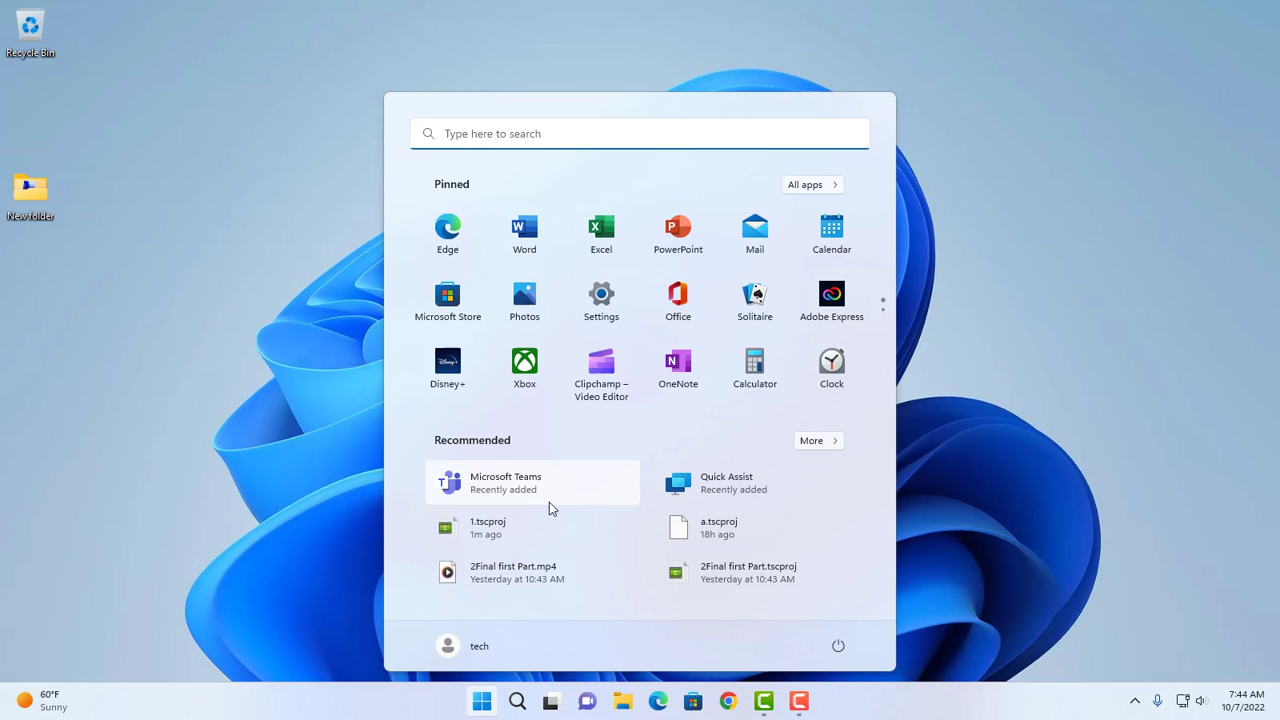 Recycle Bin
New folder
Type here to search
Pinned
All apps
Edge
Word
Excel
PowerPoint
Mail
Calendar
Microsoft Store
Photos
Settings
Office
Solitaire
Adobe Express
Disney+
Xbox
Clipchamp –
Video Editor
OneNote
Calculator
Clock
Recommended
More
Microsoft Teams
Recently added
Quick Assist
Recently added
1.tscproj
1m ago
a.tscproj
18h ago
2Final first Part.mp4
Yesterday at 10:43 AM
2Final first Part.tscproj
Yesterday at 10:43 AM
tech
60°F
Sunny
7:44 AM
10/7/2022